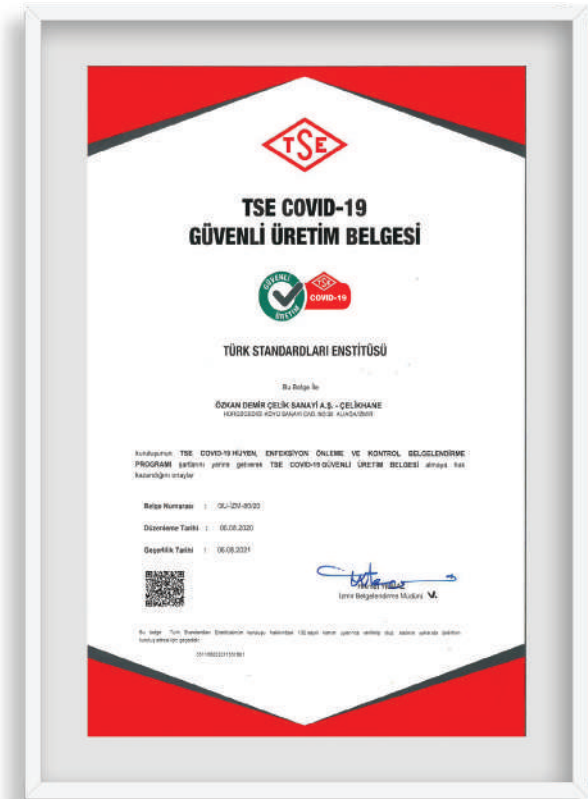 TSE
TSE COVID-19
GÜVENLİ ÜRETİM BELGESİ
GÜVENLİ ÜRETİM
TSE
COVID-19
TÜRK STANDARDLARI ENSTİTÜSÜ
Bu Belge ile
ÖZKAN DEMİR ÇELİK SANAYİ A.Ş. - ÇELİKHANE
kuruluşunun TSE COVID-19 HİJYEN, ENFEKSİYON ÖNLEME VE KONTROL BELGELENDİRME
PROGRAMI şartlarını yerine getirerek TSE COVID-19 GÜVENLİ ÜRETİM BELGESİ almaya hak
kazandığını onaylar
Belge Numarası :
Düzenleme Tarihi : 06.08.2020
Geçerlilik Tarihi : 06.08.2021
İzmir Belgelendirme Müdürü V.